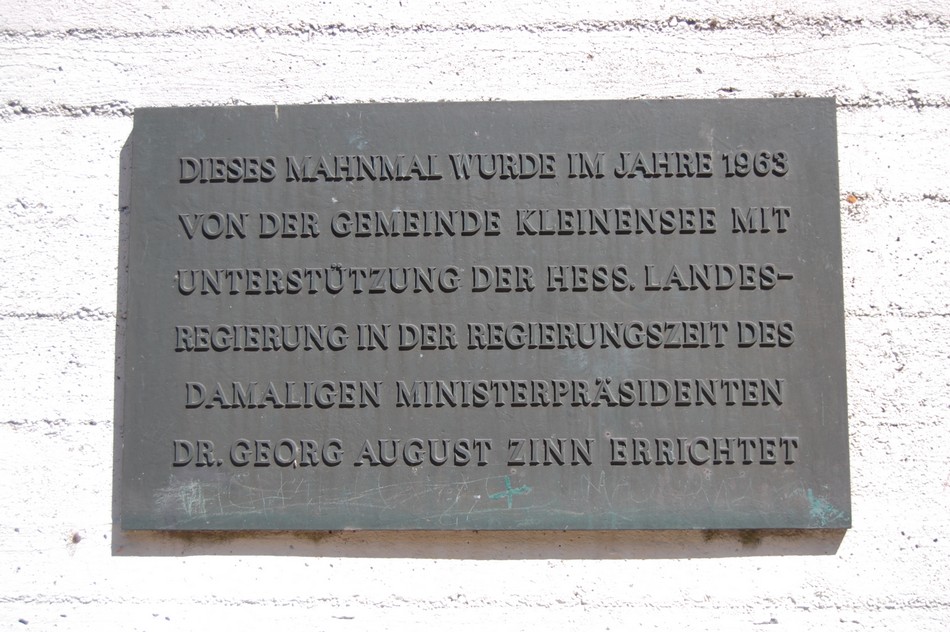 DIESES MAHNMAL WURDE IM JAHRE 1963
VON DER GEMEINDE KLEINENSEE MIT
UNTERSTÜTZUNG DER HESS. LANDES-
REGIERUNG IN DER REGIERUNGSZEIT DES
DAMALIGEN MINISTERPRÄSIDENTEN
DR. GEORG AUGUST ZINN ERRICHTET